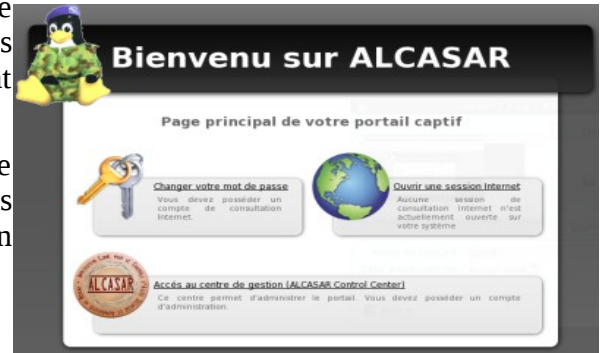 e
s
nt
e
s
n
Bienvenu sur ALCASAR
Page principal de votre portail captif
Changer votre mot de passe
Vous devez posséder un
compte de consultation
Internet.
Ouvrir une session Internet
Aucune session de
consultation Internet n'est
actuellement ouverte sur
votre système
ALCASAR
Accés au centre de gestion (ALCASAR Control Center)
Ce centre permet d'administrer le portail. Vous devez posséder un compte
d'administration.